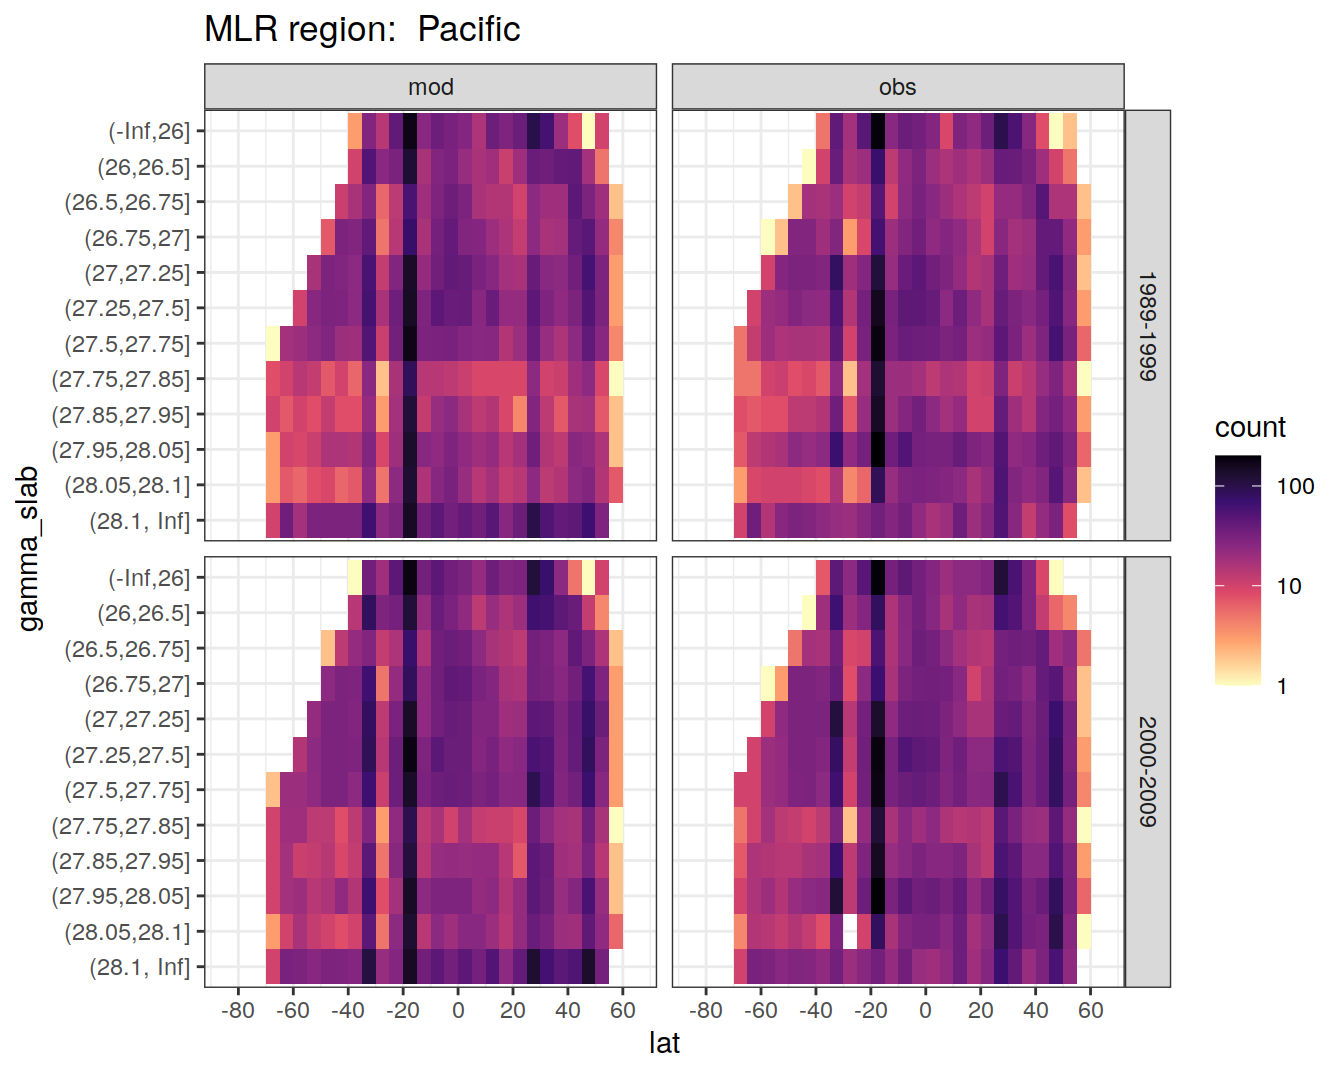 MLR region:  Pacific
mod
obs
(-Inf,26]
(26,26.5]
(26.5,26.75]
(26.75,27]
(27,27.25]
(27.25,27.5]
(27.5,27.75]
(27.75,27.85]
(27.85,27.95]
(27.95,28.05]
(28.05,28.1]
(28.1, Inf]
1989-1999
(-Inf,26]
(26,26.5]
(26.5,26.75]
(26.75,27]
(27,27.25]
(27.25,27.5]
(27.5,27.75]
(27.75,27.85]
(27.85,27.95]
(27.95,28.05]
(28.05,28.1]
(28.1, Inf]
2000-2009
gamma_slab
-80 -60 -40 -20 0 20 40 60
-80 -60 -40 -20 0 20 40 60
lat
count
100
10
1